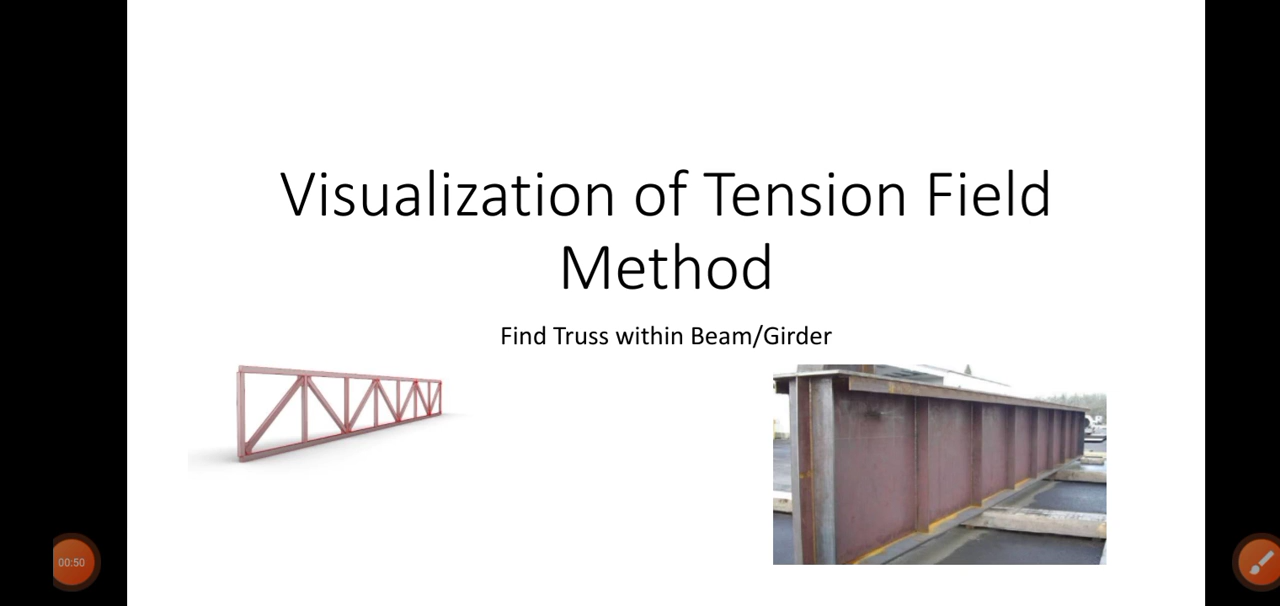 Visualization of Tension Field
Method
Find Truss within Beam/Girder
00:50